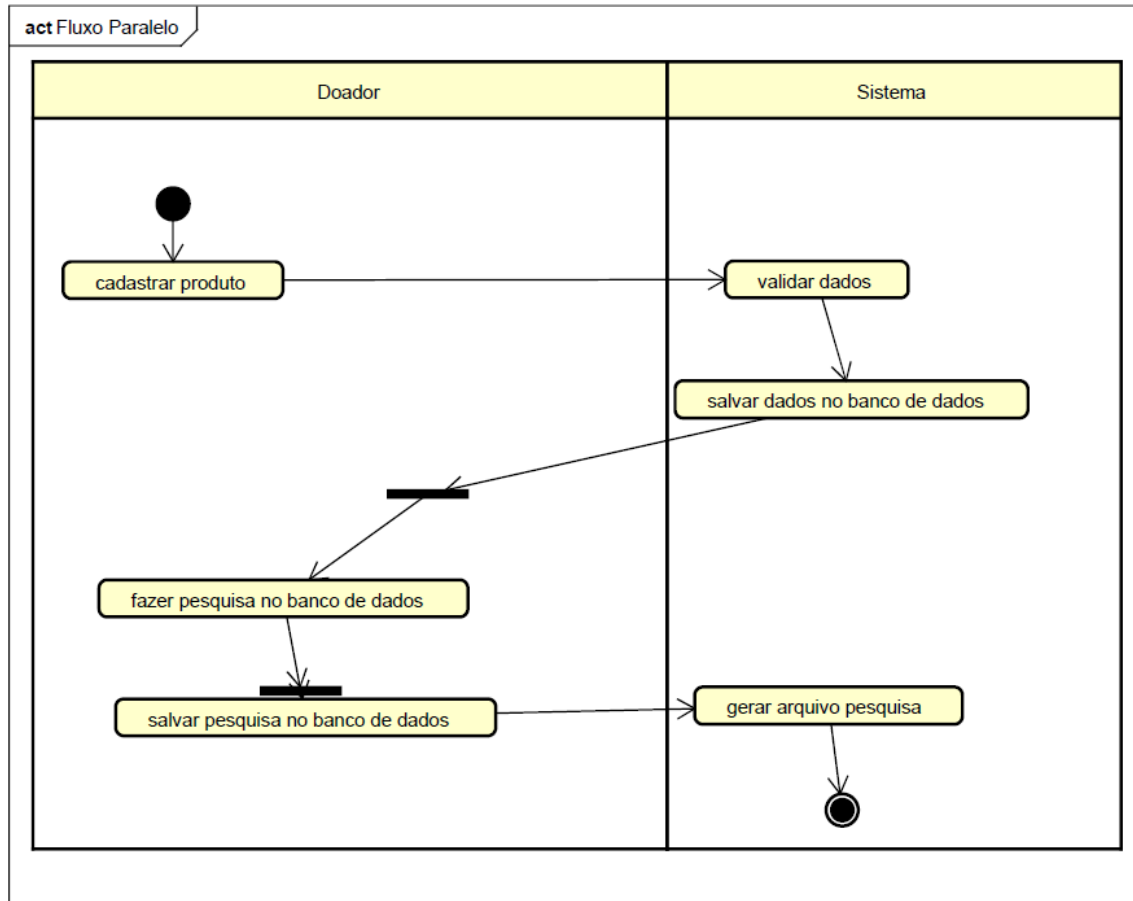 act Fluxo Paralelo
Doador
Sistema
cadastrar produto
validar dados
salvar dados no banco de dados
fazer pesquisa no banco de dados
salvar pesquisa no banco de dados
gerar arquivo pesquisa